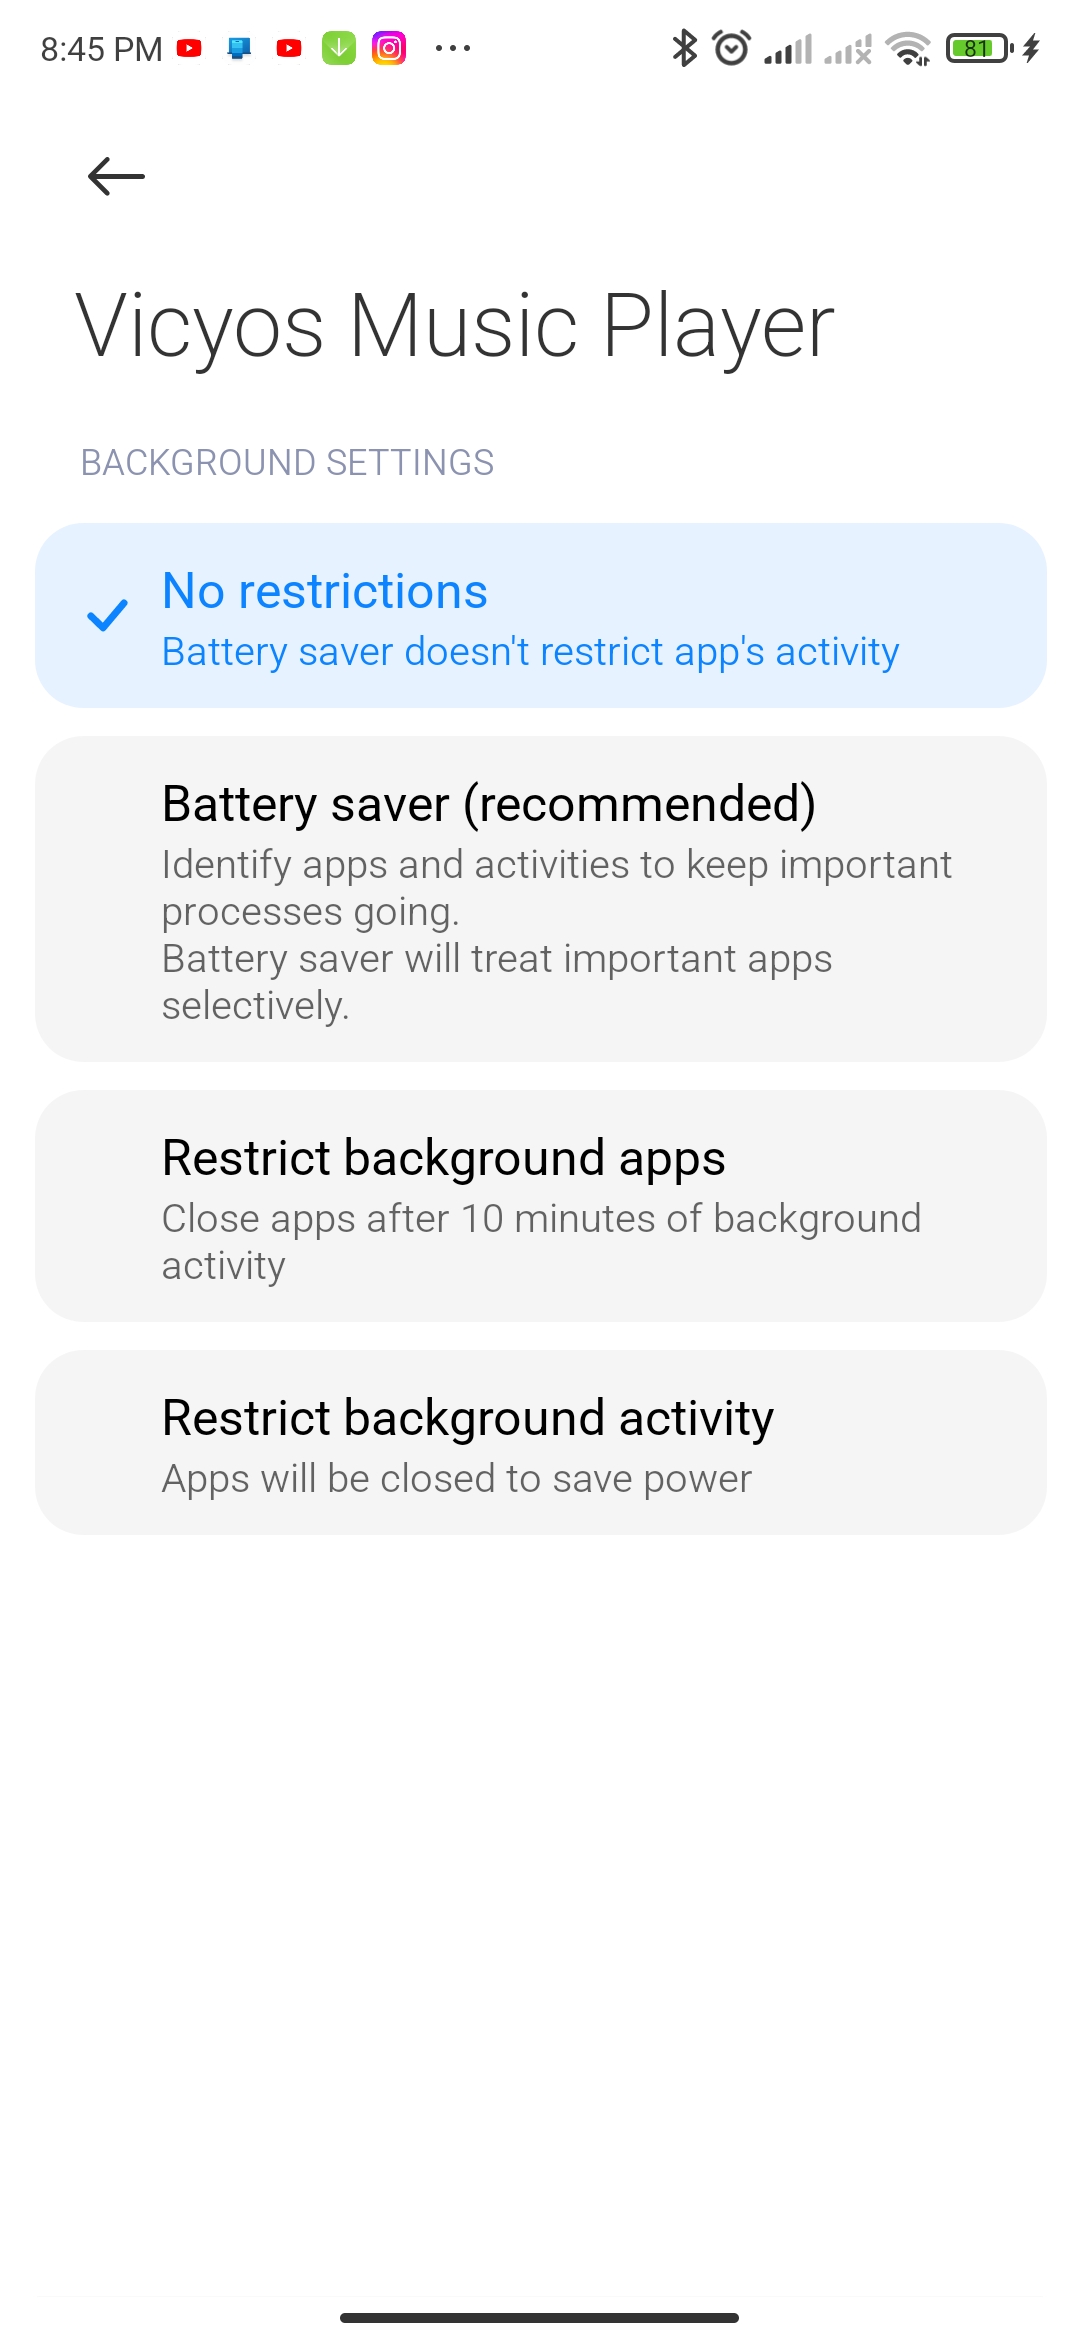 8:45 PM
81
Vicyos Music Player
BACKGROUND SETTINGS
No restrictions
Battery saver doesn't restrict app's activity
Battery saver (recommended)
Identify apps and activities to keep important
processes going.
Battery saver will treat important apps
selectively.
Restrict background apps
Close apps after 10 minutes of background
activity
Restrict background activity
Apps will be closed to save power